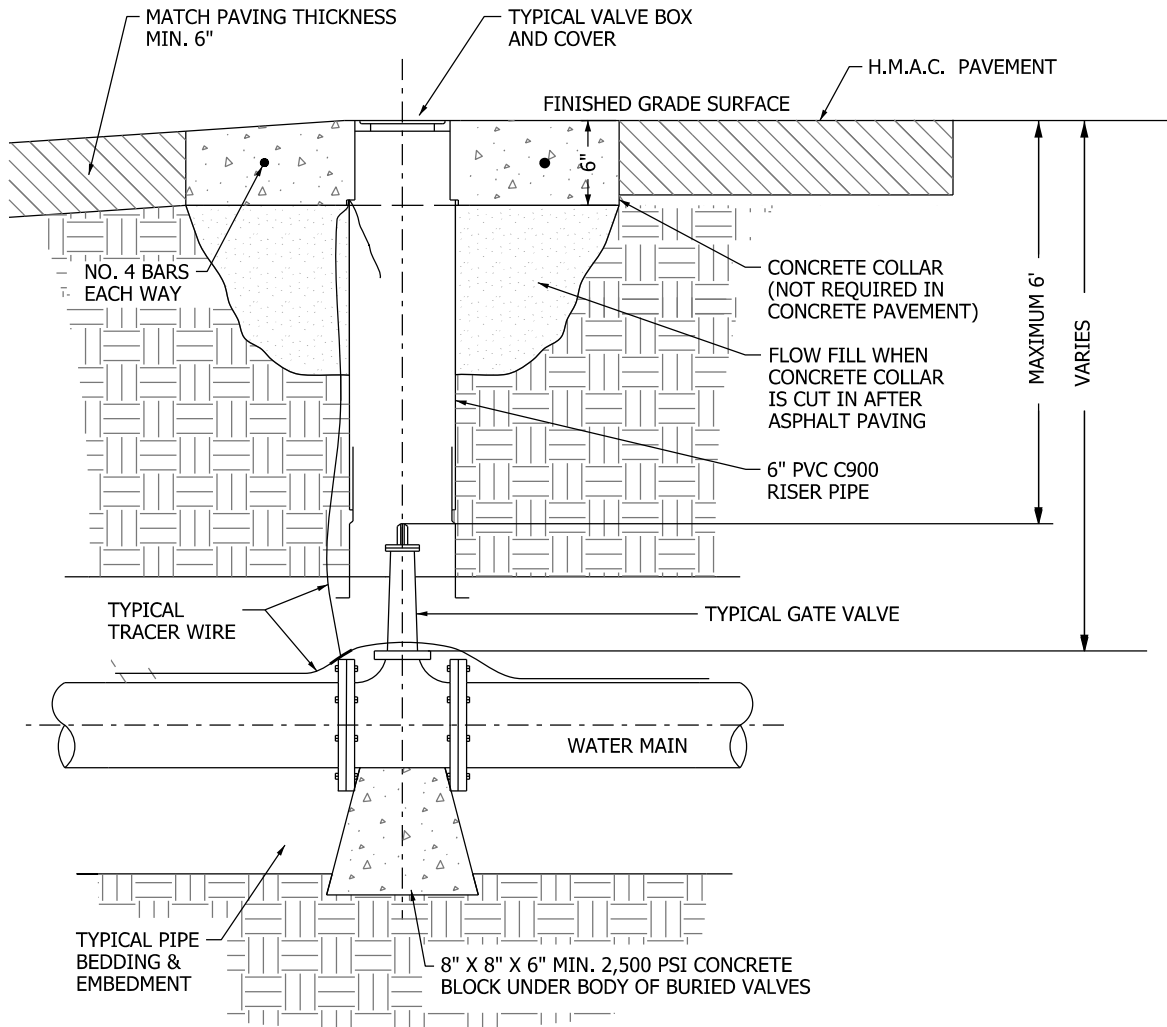 MATCH PAVING THICKNESS
MIN. 6"
TYPICAL VALVE BOX
AND COVER
H.M.A.C. PAVEMENT
FINISHED GRADE SURFACE
6"
NO. 4 BARS
EACH WAY
CONCRETE COLLAR
(NOT REQUIRED IN
CONCRETE PAVEMENT)
MAXIMUM 6'
VARIES
FLOW FILL WHEN
CONCRETE COLLAR
IS CUT IN AFTER
ASPHALT PAVING
6" PVC C900
RISER PIPE
TYPICAL
TRACER WIRE
TYPICAL GATE VALVE
WATER MAIN
TYPICAL PIPE
BEDDING &
EMBEDMENT
8" X 8" X 6" MIN. 2,500 PSI CONCRETE
BLOCK UNDER BODY OF BURIED VALVES